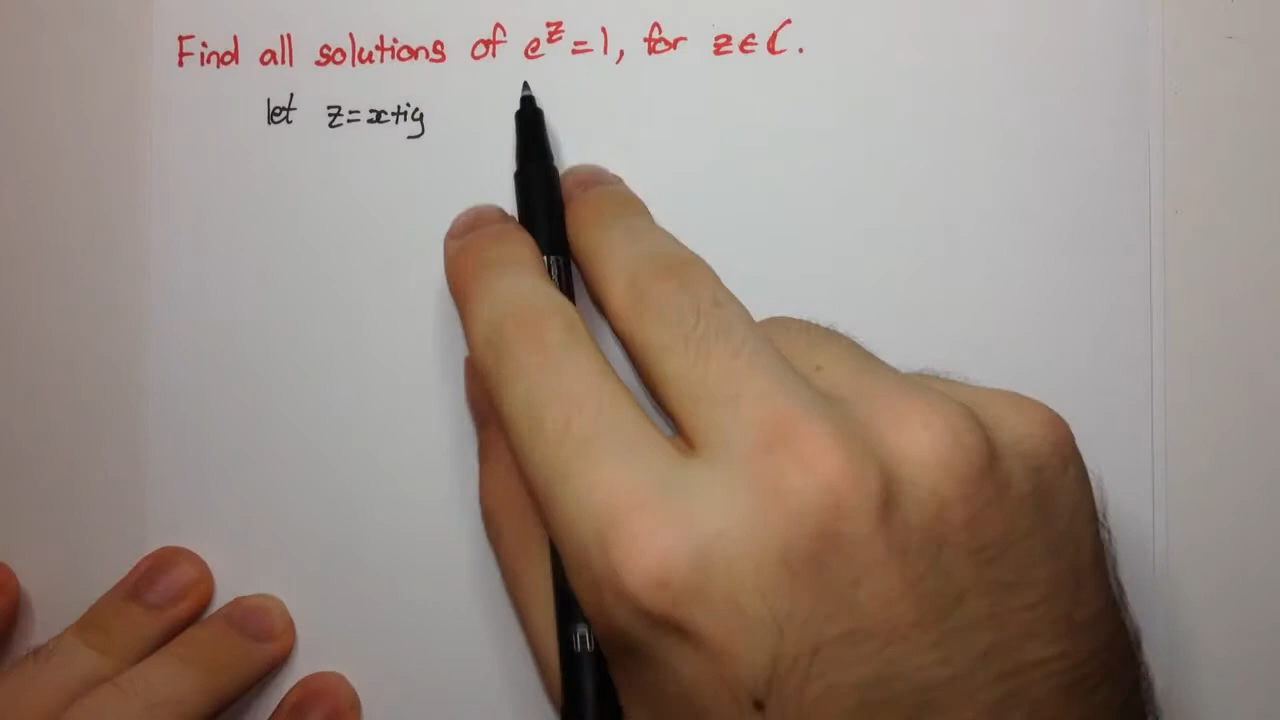 Find all solutions of e^z = 1, for z ∈ ℂ.
let z = x + iy